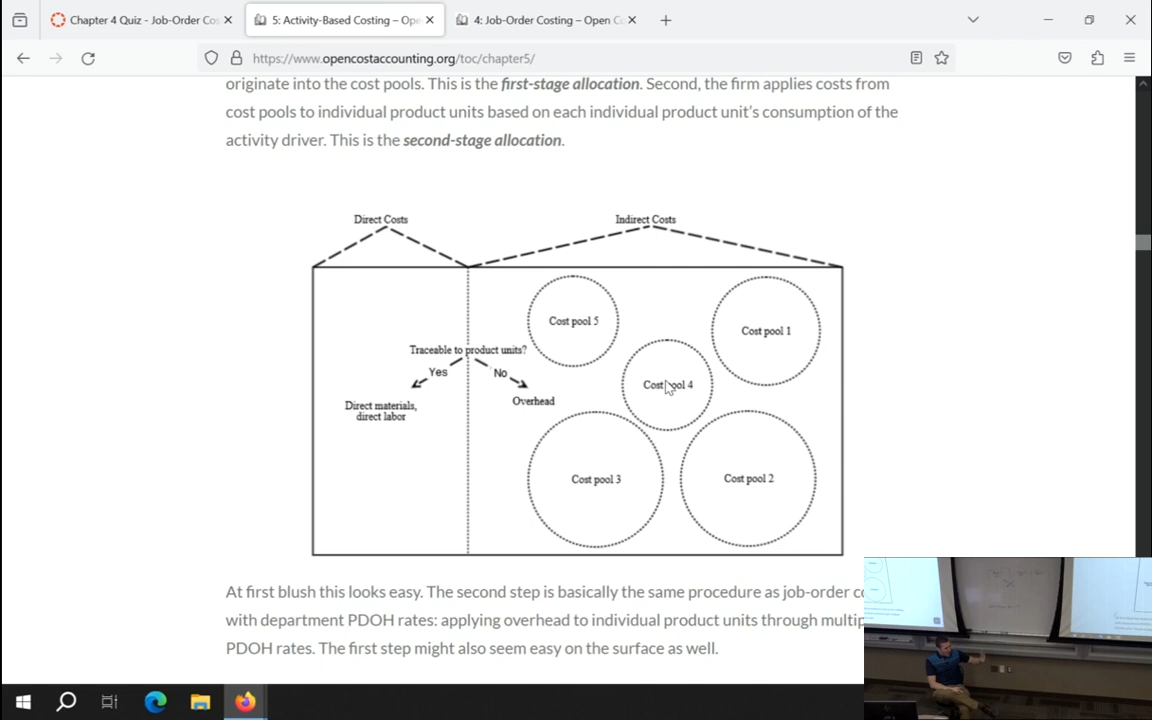 Chapter 4 Quiz - Job-Order Cos
5: Activity-Based Costing – Ope
4: Job-Order Costing – Open Co
https://www.opencostaccounting.org/toc/chapter5/
originate into the cost pools. This is the first-stage allocation. Second, the firm applies costs from
cost pools to individual product units based on each individual product unit's consumption of the
activity driver. This is the second-stage allocation.
Direct Costs
Indirect Costs
Cost pool 5
Cost pool 1
Traceable to product units?
Yes
No
Cost pool 4
Direct materials,
direct labor
Overhead
Cost pool 3
Cost pool 2
At first blush this looks easy. The second step is basically the same procedure as job-order co
with department PDOH rates: applying overhead to individual product units through multip
PDOH rates. The first step might also seem easy on the surface as well.